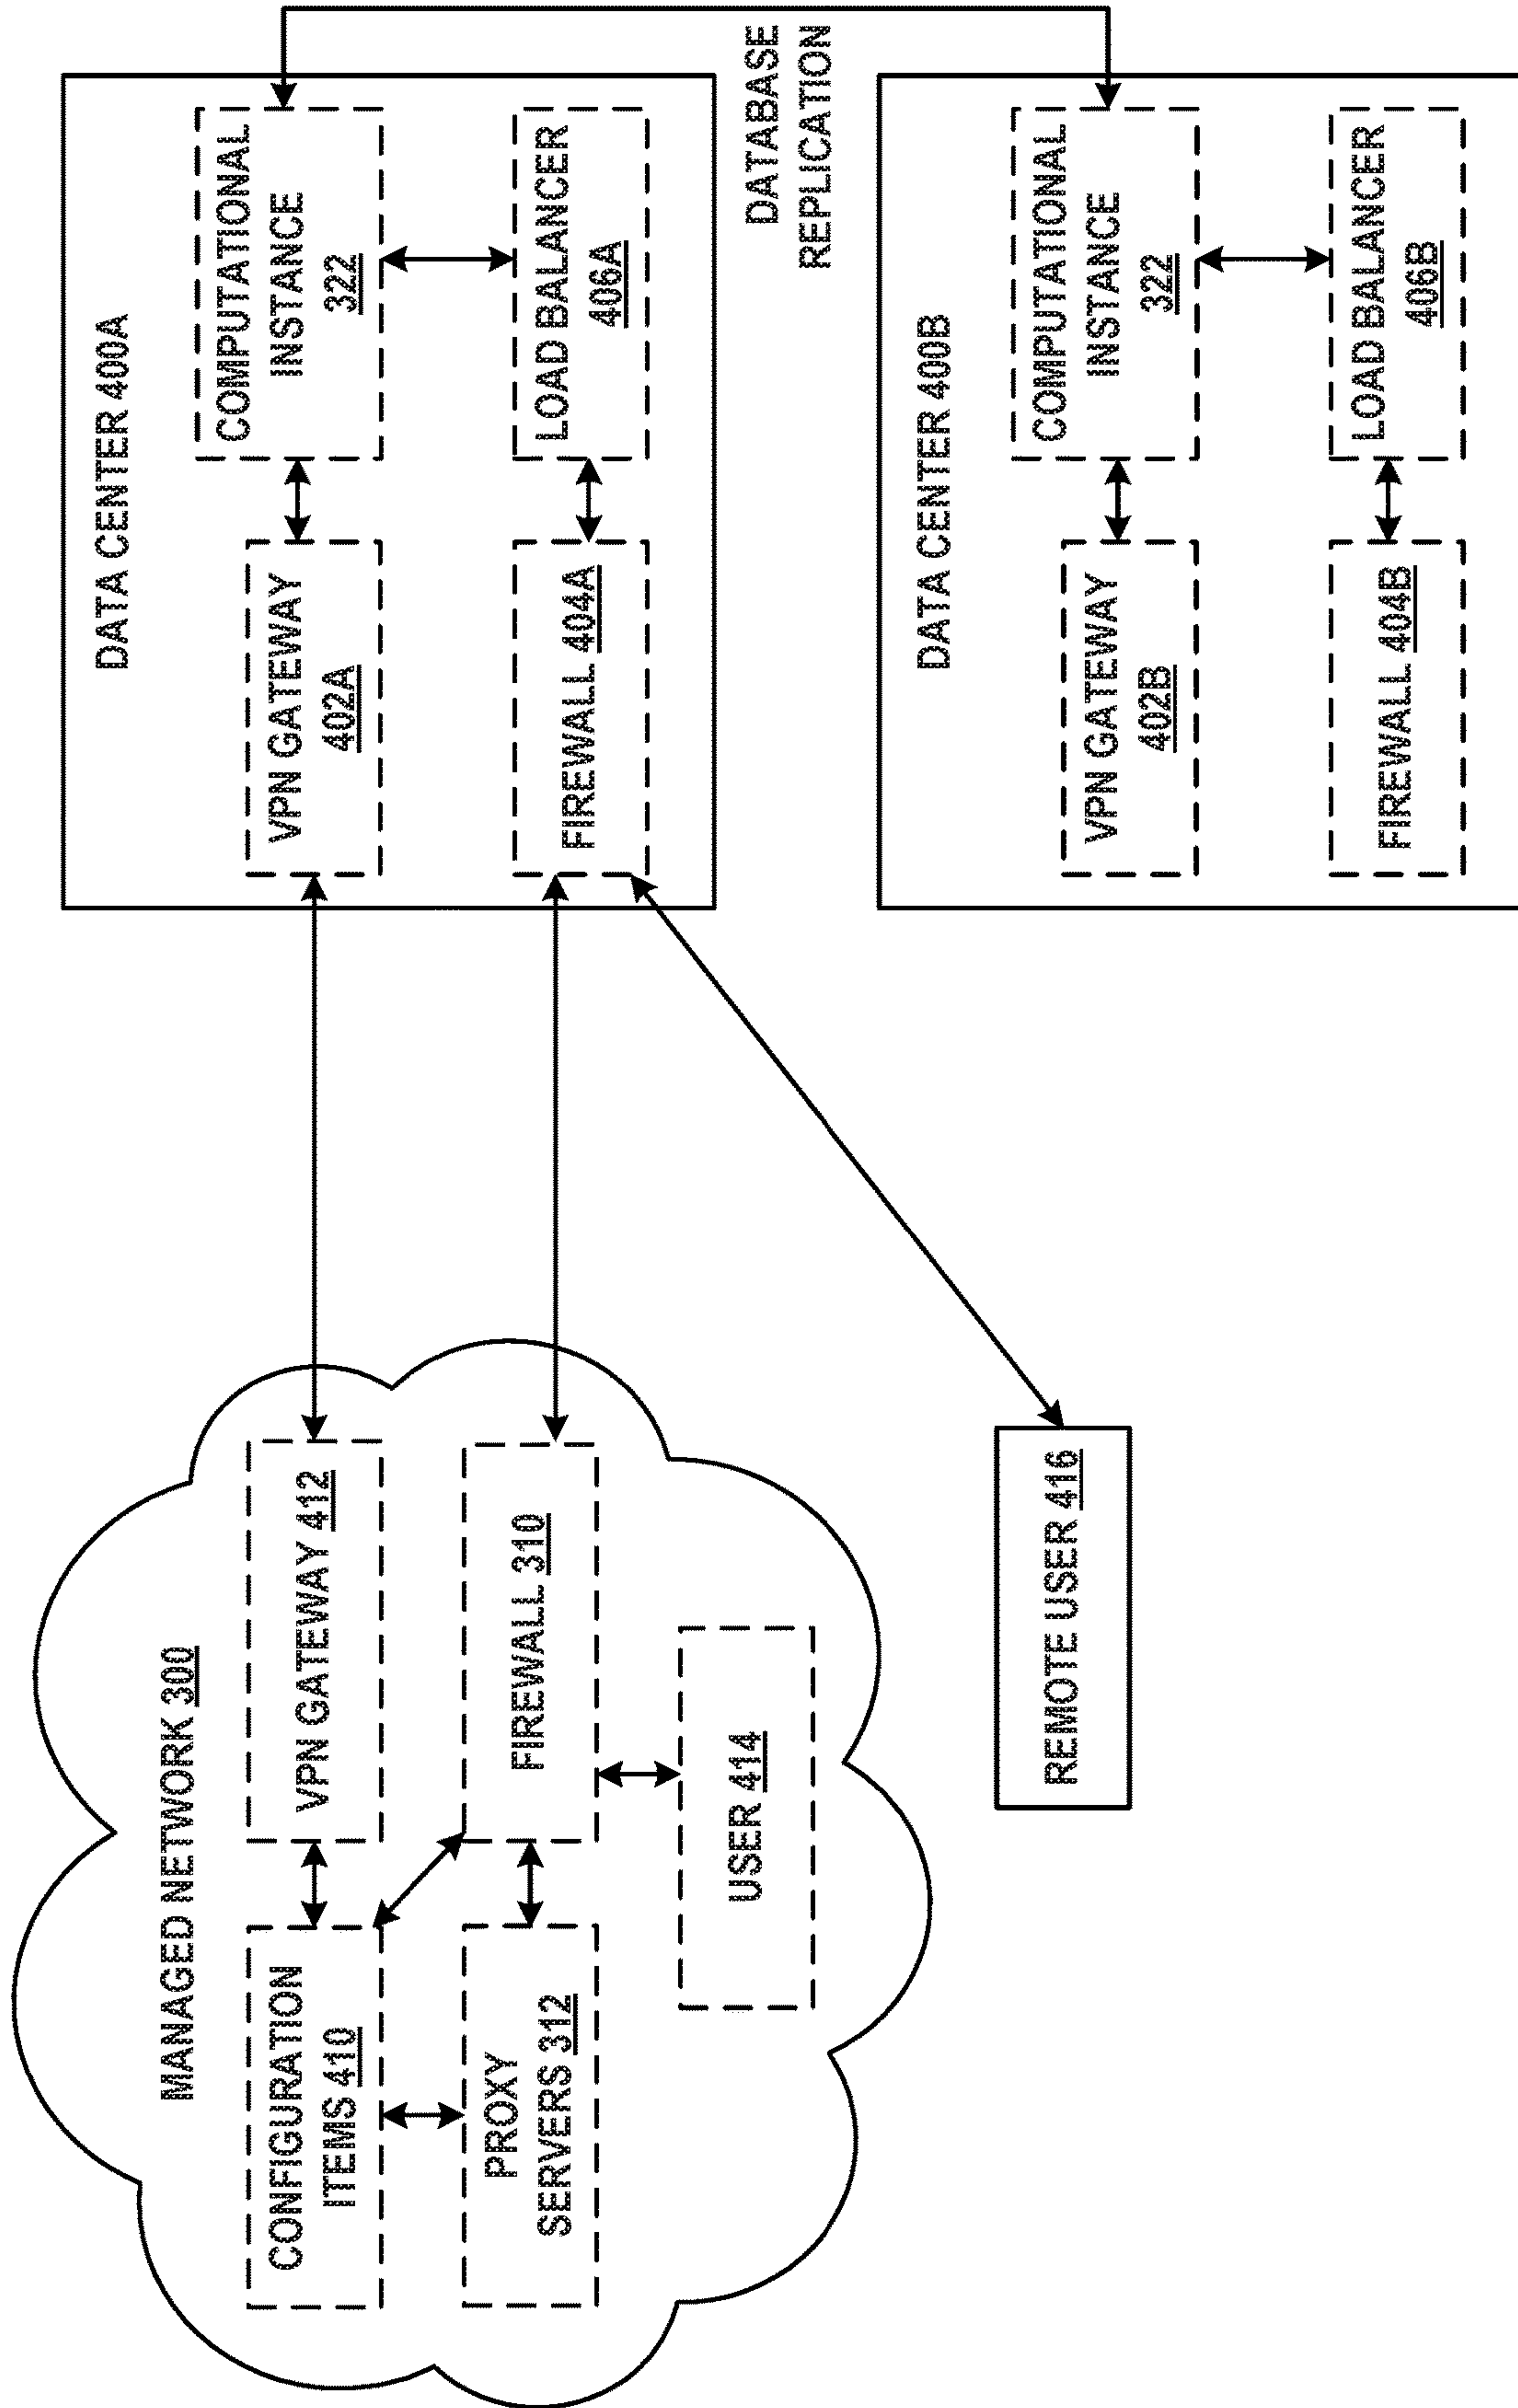 MANAGED NETWORK 300
CONFIGURATION
ITEMS 410
VPN GATEWAY 412
PROXY
SERVERS 312
FIREWALL 310
USER 414
REMOTE USER 416
DATA CENTER 400A
VPN GATEWAY
402A
COMPUTATIONAL
INSTANCE
322
FIREWALL 404A
LOAD BALANCER
406A
DATABASE
REPLICATION
DATA CENTER 400B
VPN GATEWAY
402B
COMPUTATIONAL
INSTANCE
322
FIREWALL 404B
LOAD BALANCER
406B